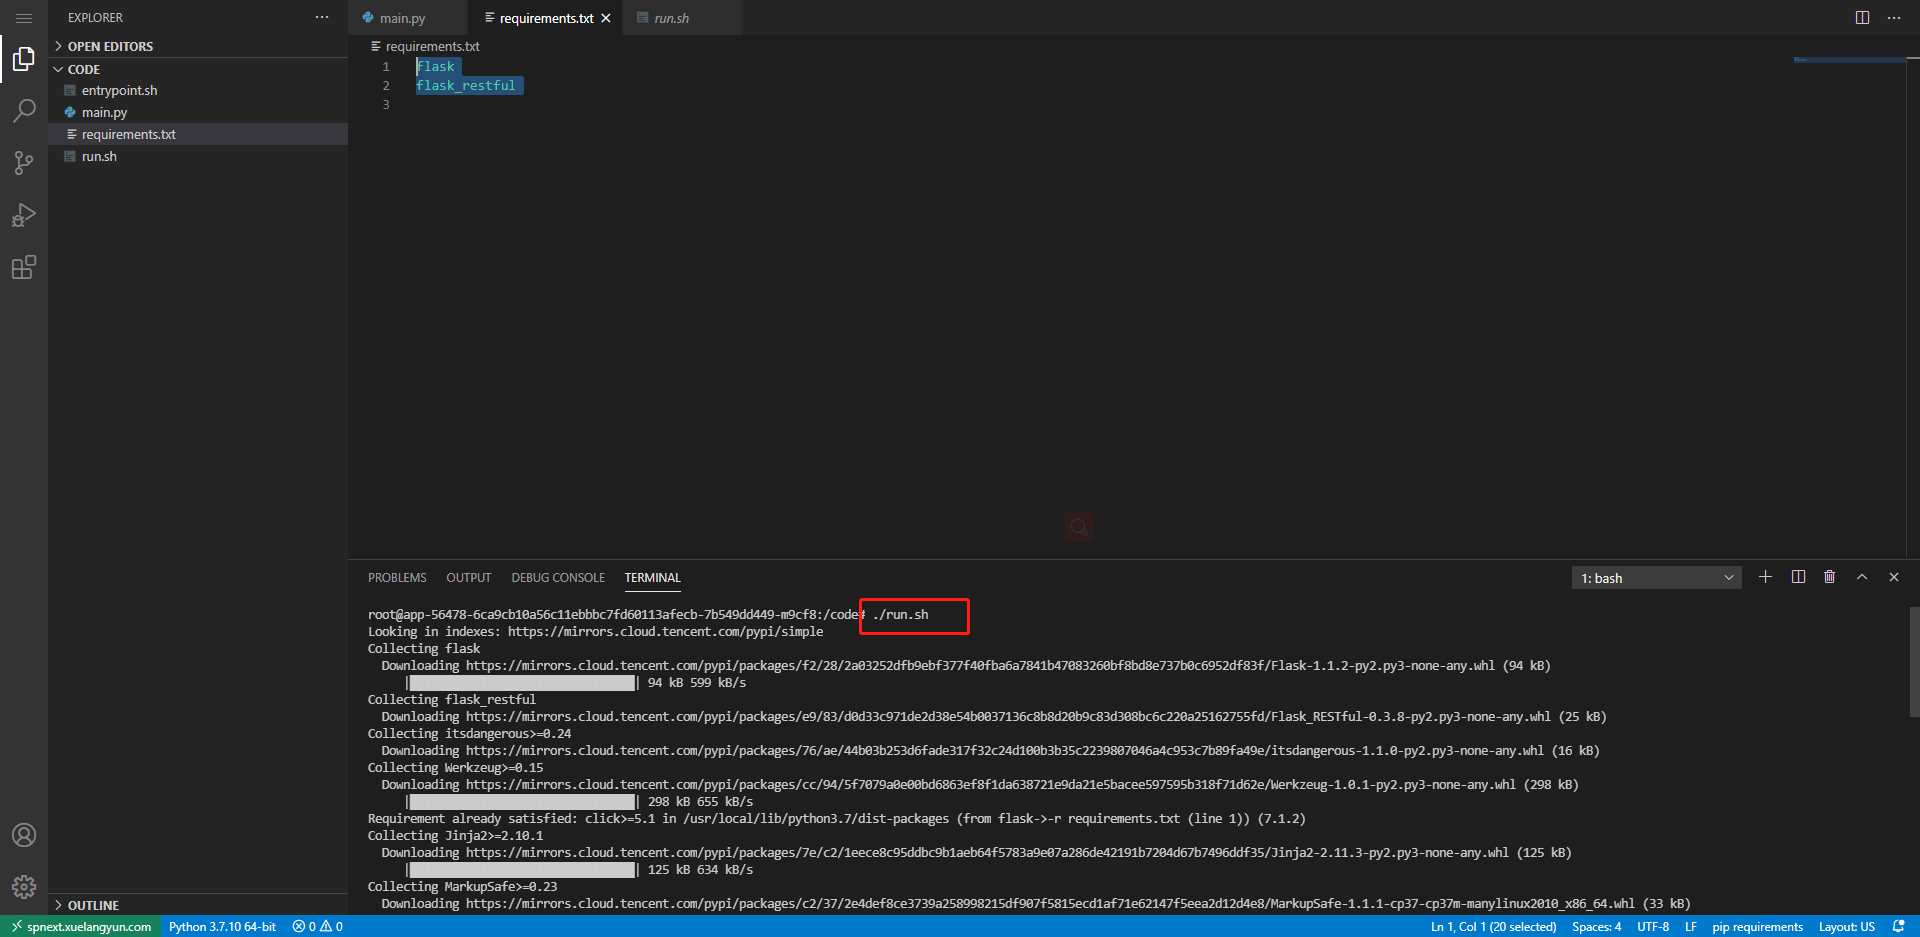 EXPLORER
OPEN EDITORS
CODE
entrypoint.sh
main.py
requirements.txt
run.sh
OUTLINE
main.py
requirements.txt
run.sh
requirements.txt
1 flask
2 flask_restful
3
PROBLEMS OUTPUT DEBUG CONSOLE TERMINAL
1: bash
root@app-56478-6ca9cb10a56c11ebbbc7fd60113afecb-7b549dd449-m9cf8:/code# ./run.sh
Looking in indexes: https://mirrors.cloud.tencent.com/pypi/simple
Collecting flask
Downloading https://mirrors.cloud.tencent.com/pypi/packages/f2/28/2a03252dfb9ebf377f40fba6a7841b47083260bf8bd8e737b0c6952df83f/Flask-1.1.2-py2.py3-none-any.whl (94 kB)
| 94 kB 599 kB/s
Collecting flask_restful
Downloading https://mirrors.cloud.tencent.com/pypi/packages/e9/83/d0d33c971de2d38e54b0037136c8b8d20b9c83d308bc6c220a25162755fd/Flask_RESTful-0.3.8-py2.py3-none-any.whl (25 kB)
Collecting itsdangerous>=0.24
Downloading https://mirrors.cloud.tencent.com/pypi/packages/76/ae/44b03b253d6fade317f32c24d100b3b35c2239807046a4c953c7b89fa49e/itsdangerous-1.1.0-py2.py3-none-any.whl (16 kB)
Collecting Werkzeug>=0.15
Downloading https://mirrors.cloud.tencent.com/pypi/packages/cc/94/5f7079a0e00bd6863ef8f1da638721e9da21e5bacee597595b318f71d62e/Werkzeug-1.0.1-py2.py3-none-any.whl (298 kB)
| 298 kB 655 kB/s
Requirement already satisfied: click>=5.1 in /usr/local/lib/python3.7/dist-packages (from flask->-r requirements.txt (line 1)) (7.1.2)
Collecting Jinja2>=2.10.1
Downloading https://mirrors.cloud.tencent.com/pypi/packages/7e/c2/1eece8c95ddbc9b1aeb64f5783a9e07a286de42191b7204d67b7496ddf35/Jinja2-2.11.3-py2.py3-none-any.whl (125 kB)
| 125 kB 634 kB/s
Collecting MarkupSafe>=0.23
Downloading https://mirrors.cloud.tencent.com/pypi/packages/c2/37/2e4def8ce3739a258998215df907f5815ecd1af71e62147f5eea2d12d4e8/MarkupSafe-1.1.1-cp37-cp37m-manylinux2010_x86_64.whl (33 kB)
spnext.xuelangyun.com Python 3.7.10 64-bit 0 0 Ln 1, Col 1 (20 selected) Spaces: 4 UTF-8 LF pip requirements Layout: US